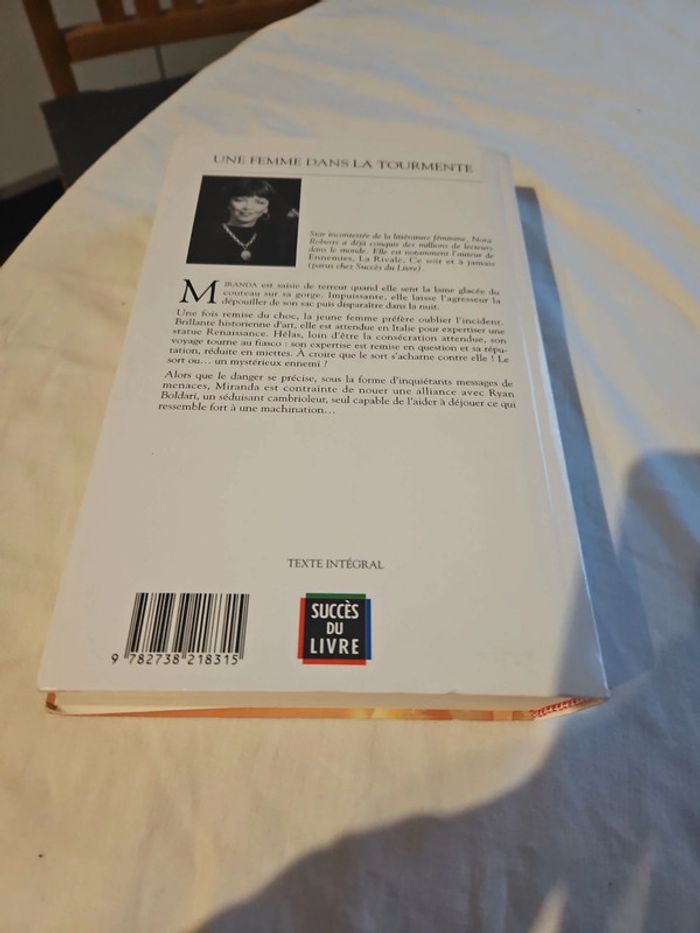 UNE FEMME DANS LA TOURMENTE
Star incontestée de la littérature féminine, Nora
Roberts a déjà conquis des millions de lecteurs
dans le monde. Elle est notamment l'auteur de
Ennemies, La Rivale, Ce soir et à jamais
(parus chez Succès du Livre).
MIRANDA est saisie de terreur quand elle sent la lame glacée du
couteau sur sa gorge. Impuissante, elle laisse l'agresseur la
dépouiller de son sac puis disparaître dans la nuit.
Une fois remise du choc, la jeune femme préfère oublier l'incident.
Brillante historienne d'art, elle est attendue en Italie pour expertiser une
statue Renaissance. Hélas, loin d'être la consécration attendue, son
voyage tourne au fiasco : son expertise est remise en question et sa répu-
tation, réduite en miettes. À croire que le sort s'acharne contre elle ! Le
sort ou... un mystérieux ennemi ?
Alors que le danger se précise, sous la forme d'inquiétants messages de
menaces, Miranda est contrainte de nouer une alliance avec Ryan
Boldari, un séduisant cambrioleur, seul capable de l'aider à déjouer ce qui
ressemble fort à une machination...
TEXTE INTÉGRAL
SUCCÈS
DU
LIVRE
9 782738 218315